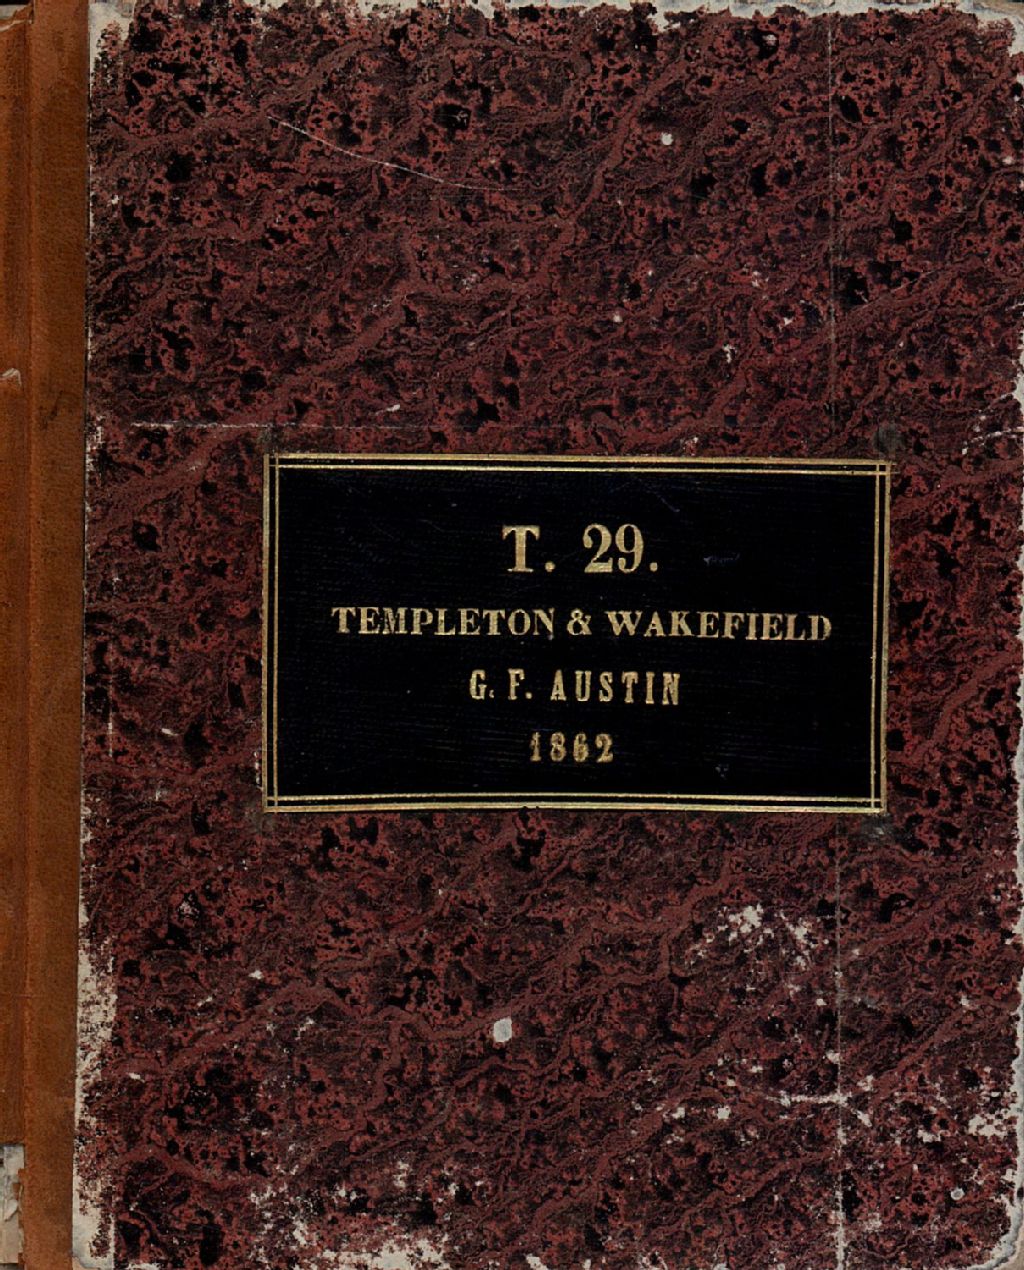 T. 29.
TEMPLETON & WAKEFIELD
G. F. AUSTIN
1862